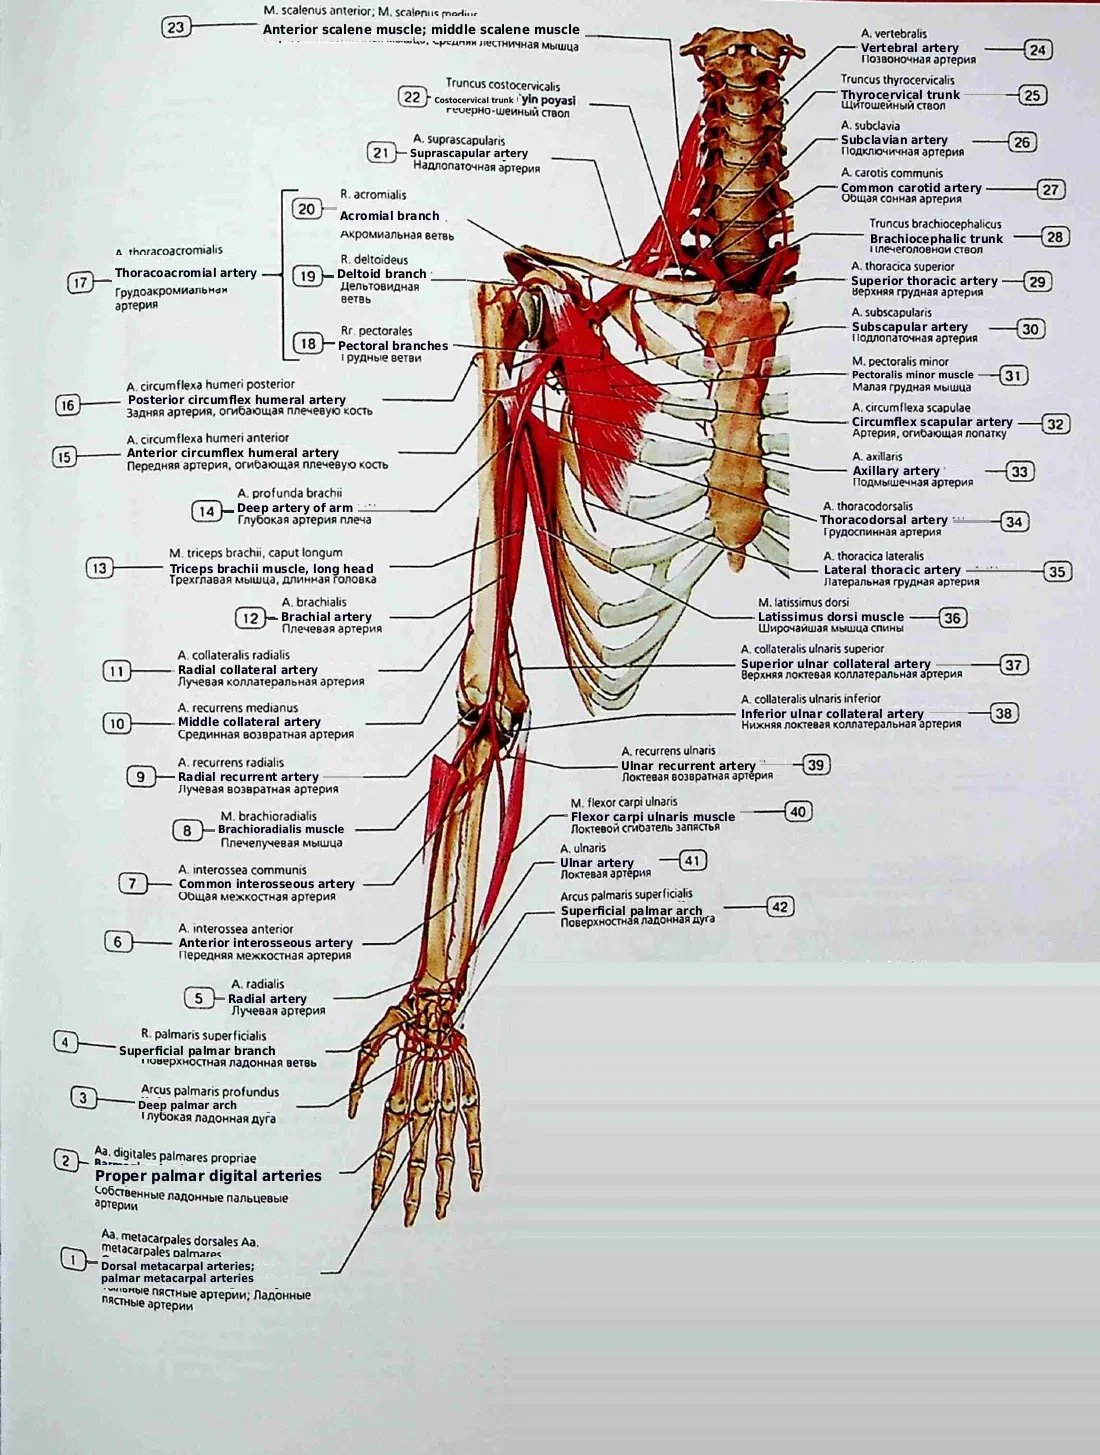 23
M. scalenus anterior; M. scalenus medius
Anterior scalene muscle; middle scalene muscle
лестничная мышца
22
Truncus costocervicalis
Costocervical trunk yin poyasi
реберно-шейный ствол
21
A. suprascapularis
Suprascapular artery
Надлопаточная артерия
20
R. acromialis
Acromial branch
Акромиальная ветвь
17
A. thoracoacromialis
Thoracoacromial artery
Грудоакромиальная
артерия
19
R. deltoideus
Deltoid branch
Дельтовидная
ветвь
18
Rr. pectorales
Pectoral branches
Грудные ветви
16
A. circumflexa humeri posterior
Posterior circumflex humeral artery
Задняя артерия, огибающая плечевую кость
15
A. circumflexa humeri anterior
Anterior circumflex humeral artery
Передняя артерия, огибающая плечевую кость
14
A. profunda brachii
Deep artery of arm
Глубокая артерия плеча
13
M. triceps brachii, caput longum
Triceps brachii muscle, long head
Трехглавая мышца, длинная головка
12
A. brachialis
Brachial artery
Плечевая артерия
11
A. collateralis radialis
Radial collateral artery
Лучевая коллатеральная артерия
10
A. recurrens medianus
Middle collateral artery
Срединная возвратная артерия
9
A. recurrens radialis
Radial recurrent artery
Лучевая возвратная артерия
8
M. brachioradialis
Brachioradialis muscle
Плечелучевая мышца
7
A. interossea communis
Common interosseous artery
Общая межкостная артерия
6
A. interossea anterior
Anterior interosseous artery
Передняя межкостная артерия
5
A. radialis
Radial artery
Лучевая артерия
4
R. palmaris superficialis
Superficial palmar branch
Поверхностная ладонная ветвь
3
Arcus palmaris profundus
Deep palmar arch
Глубокая ладонная дуга
2
Aa. digitales palmares propriae
Proper palmar digital arteries
Собственные ладонные пальцевые
артерии
1
Aa. metacarpales dorsales Aa.
metacarpales palmares
Dorsal metacarpal arteries;
palmar metacarpal arteries
пястные артерии; Ладонные
пястные артерии
24
A. vertebralis
Vertebral artery
Позвоночная артерия
25
Truncus thyrocervicalis
Thyrocervical trunk
Щитошейный ствол
26
A. subclavia
Subclavian artery
Подключичная артерия
27
A. carotis communis
Common carotid artery
Общая сонная артерия
28
Truncus brachiocephalicus
Brachiocephalic trunk
Плечеголовной ствол
29
A. thoracica superior
Superior thoracic artery
Верхняя грудная артерия
30
A. subscapularis
Subscapular artery
Подлопаточная артерия
31
M. pectoralis minor
Pectoralis minor muscle
Малая грудная мышца
32
A. circumflexa scapulae
Circumflex scapular artery
Артерия, огибающая лопатку
33
A. axillaris
Axillary artery
Подмышечная артерия
34
A. thoracodorsalis
Thoracodorsal artery
Грудоспинная артерия
35
A. thoracica lateralis
Lateral thoracic artery
Латеральная грудная артерия
36
M. latissimus dorsi
Latissimus dorsi muscle
Широчайшая мышца спины
37
A. collateralis ulnaris superior
Superior ulnar collateral artery
Верхняя локтевая коллатеральная артерия
38
A. collateralis ulnaris inferior
Inferior ulnar collateral artery
Нижняя локтевая коллатеральная артерия
39
A. recurrens ulnaris
Ulnar recurrent artery
Локтевая возвратная артерия
40
M. flexor carpi ulnaris
Flexor carpi ulnaris muscle
Локтевой сгибатель запястья
41
A. ulnaris
Ulnar artery
Локтевая артерия
42
Arcus palmaris superficialis
Superficial palmar arch
Поверхностная ладонная дуга